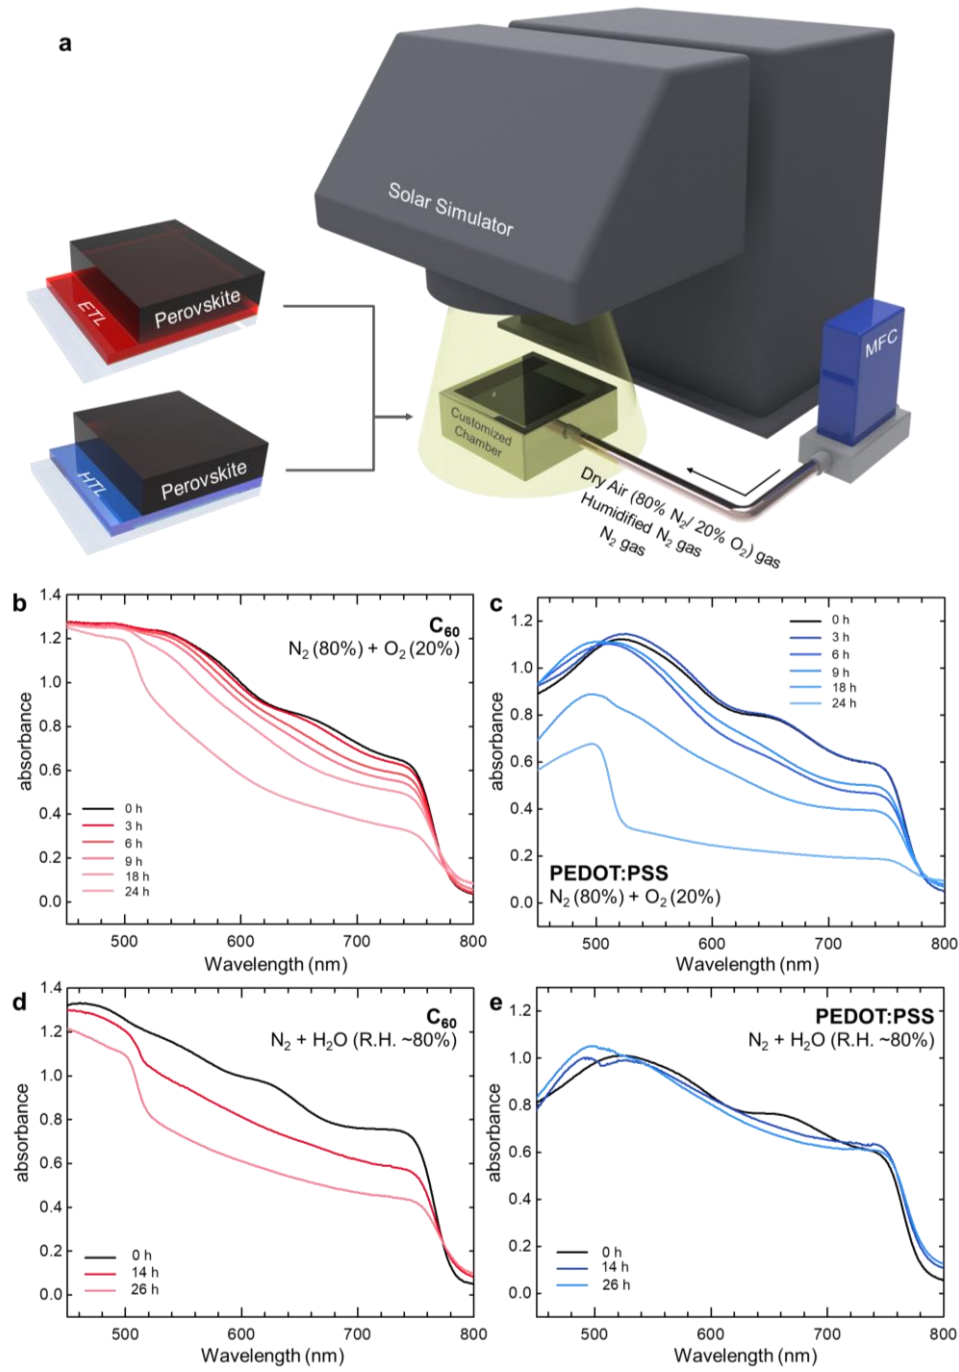 a
Solar Simulator
ETL
Perovskite
HTL
Perovskite
Customized
Chamber
MFC
Dry Air (80% N₂/ 20% O₂) gas
Humidified N₂ gas
N₂ gas
b
C₆₀
N₂ (80%) + O₂ (20%)
absorbance
1.4
1.2
1.0
0.8
0.6
0.4
0.2
0.0
0 h
3 h
6 h
9 h
18 h
24 h
500
600
700
800
Wavelength (nm)
c
0 h
3 h
6 h
9 h
18 h
24 h
absorbance
1.2
1.0
0.8
0.6
0.4
0.2
0.0
PEDOT:PSS
N₂ (80%) + O₂ (20%)
500
600
700
800
Wavelength (nm)
d
C₆₀
N₂ + H₂O (R.H. ~80%)
absorbance
1.4
1.2
1.0
0.8
0.6
0.4
0.2
0.0
0 h
14 h
26 h
500
600
700
800
Wavelength (nm)
e
PEDOT:PSS
N₂ + H₂O (R.H. ~80%)
absorbance
1.2
1.0
0.8
0.6
0.4
0.2
0.0
0 h
14 h
26 h
500
600
700
800
Wavelength (nm)